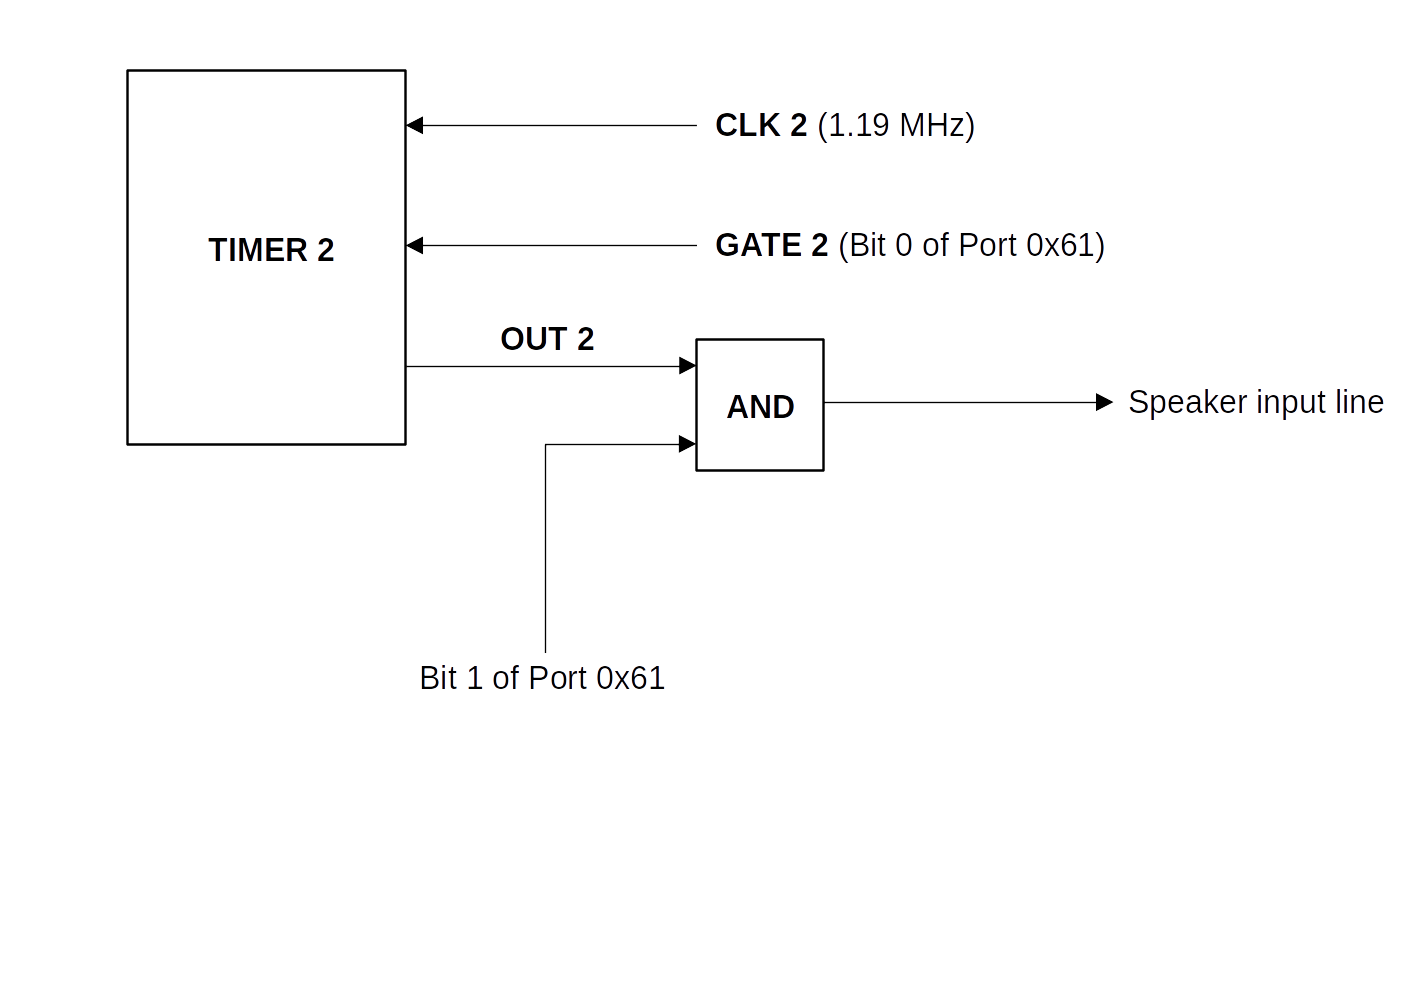 CLK 2 (1.19 MHz)
TIMER 2
GATE 2 (Bit 0 of Port 0x61)
OUT 2
AND
Speaker input line
Bit 1 of Port 0x61